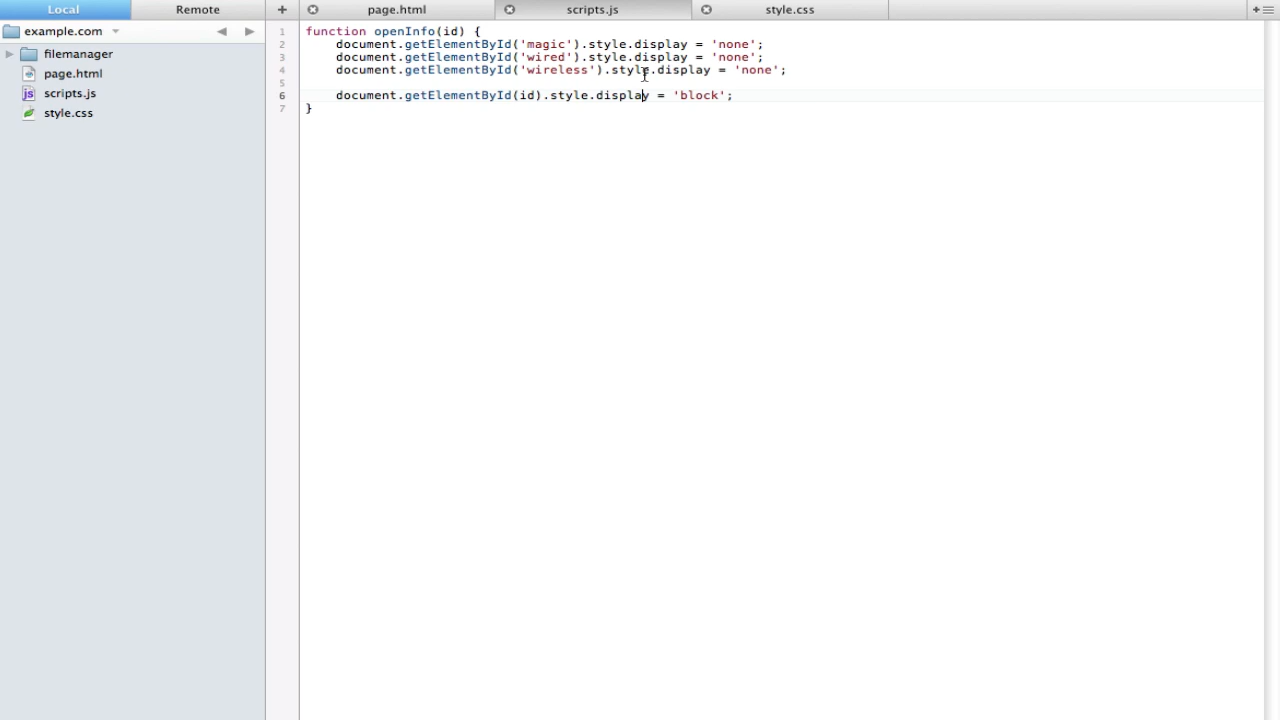 Local Remote + page.html scripts.js style.css +
example.com
filemanager
page.html
scripts.js
style.css
1 function openInfo(id) {
2 document.getElementById('magic').style.display = 'none';
3 document.getElementById('wired').style.display = 'none';
4 document.getElementById('wireless').style.display = 'none';
5
6 document.getElementById(id).style.display = 'block';
7 }